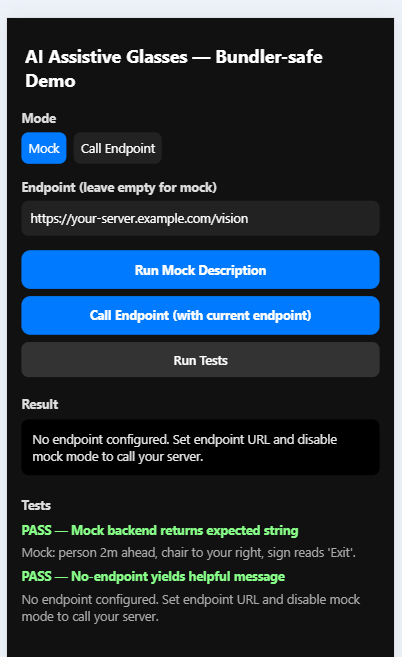 AI Assistive Glasses — Bundler-safe
Demo
Mode
Mock
Call Endpoint
Endpoint (leave empty for mock)
https://your-server.example.com/vision
Run Mock Description
Call Endpoint (with current endpoint)
Run Tests
Result
No endpoint configured. Set endpoint URL and disable
mock mode to call your server.
Tests
PASS — Mock backend returns expected string
Mock: person 2m ahead, chair to your right, sign reads 'Exit'.
PASS — No-endpoint yields helpful message
No endpoint configured. Set endpoint URL and disable mock
mode to call your server.